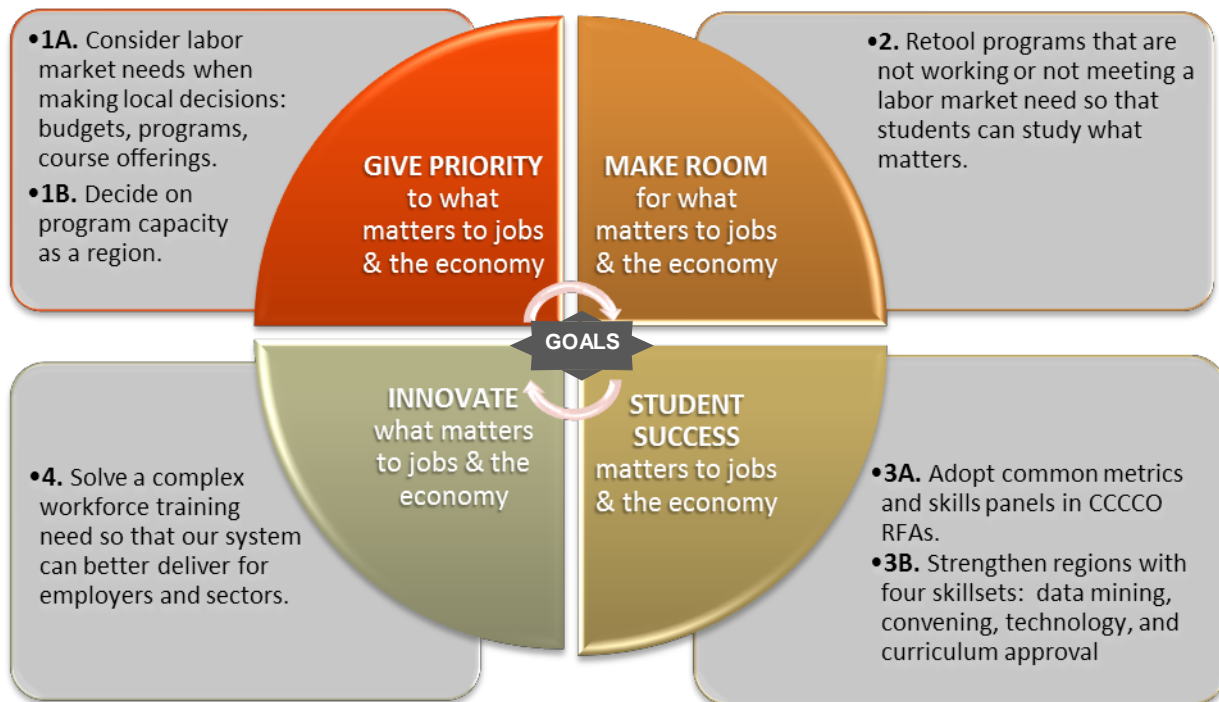 •1A. Consider labor
market needs when
making local decisions:
budgets, programs,
course offerings.
•1B. Decide on
program capacity
as a region.
GIVE PRIORITY
to what
matters to jobs
& the economy
MAKE ROOM
for what
matters to jobs
& the economy
•2. Retool programs that are
not working or not meeting a
labor market need so that
students can study what
matters.
GOALS
•4. Solve a complex
workforce training
need so that our system
can better deliver for
employers and sectors.
INNOVATE
what matters
to jobs & the
economy
STUDENT
SUCCESS
matters to jobs
& the economy
•3A. Adopt common metrics
and skills panels in CCCCO
RFAs.
•3B. Strengthen regions with
four skillsets:  data mining,
convening, technology, and
curriculum approval